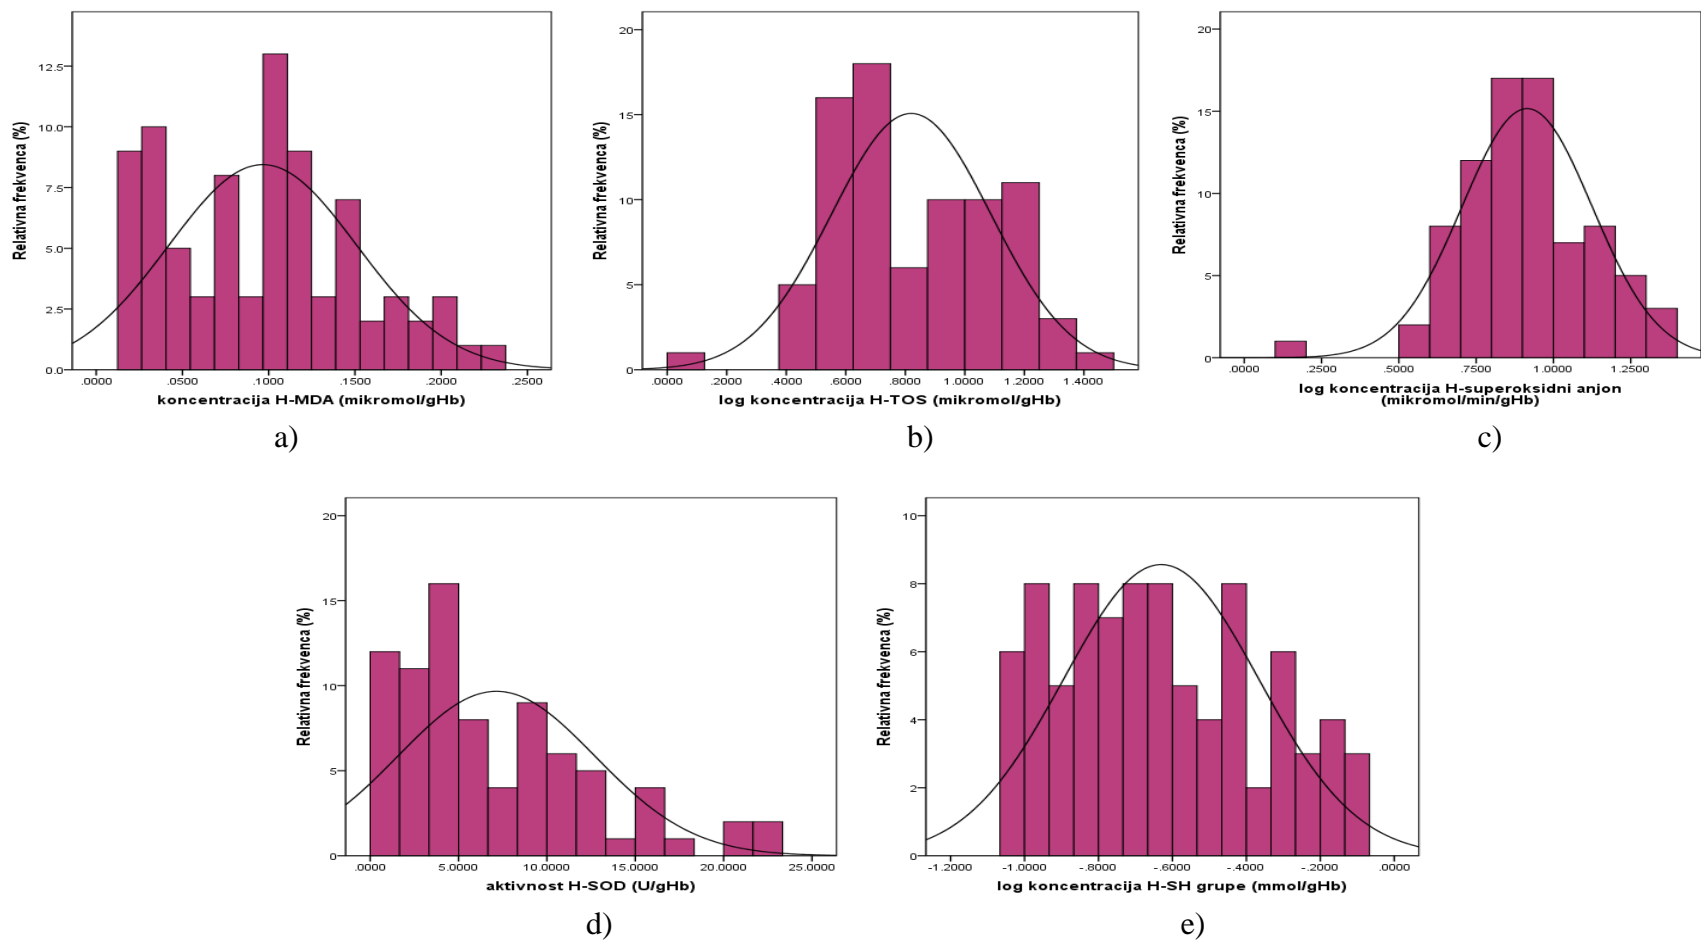 12.5
10.0
7.5
5.0
2.5
0.0
Relativna frekvenca (%)
.0000 .0500 .1000 .1500 .2000 .2500
koncentracija H-MDA (mikromol/gHb)
a)
20
15
10
5
0
Relativna frekvenca (%)
.0000 .2000 .4000 .6000 .8000 1.0000 1.2000 1.4000
log koncentracija H-TOS (mikromol/gHb)
b)
20
15
10
5
0
Relativna frekvenca (%)
.0000 .2500 .5000 .7500 1.0000 1.2500
log koncentracija H-superoksidni anjon
(mikromol/min/gHb)
c)
20
15
10
5
0
Relativna frekvenca (%)
.0000 5.0000 10.0000 15.0000 20.0000 25.0000
aktivnost H-SOD (U/gHb)
d)
10
8
6
4
2
0
Relativna frekvenca (%)
-1.2000 -1.0000 -.8000 -.6000 -.4000 -.2000 .0000
log koncentracija H-SH grupe (mmol/gHb)
e)